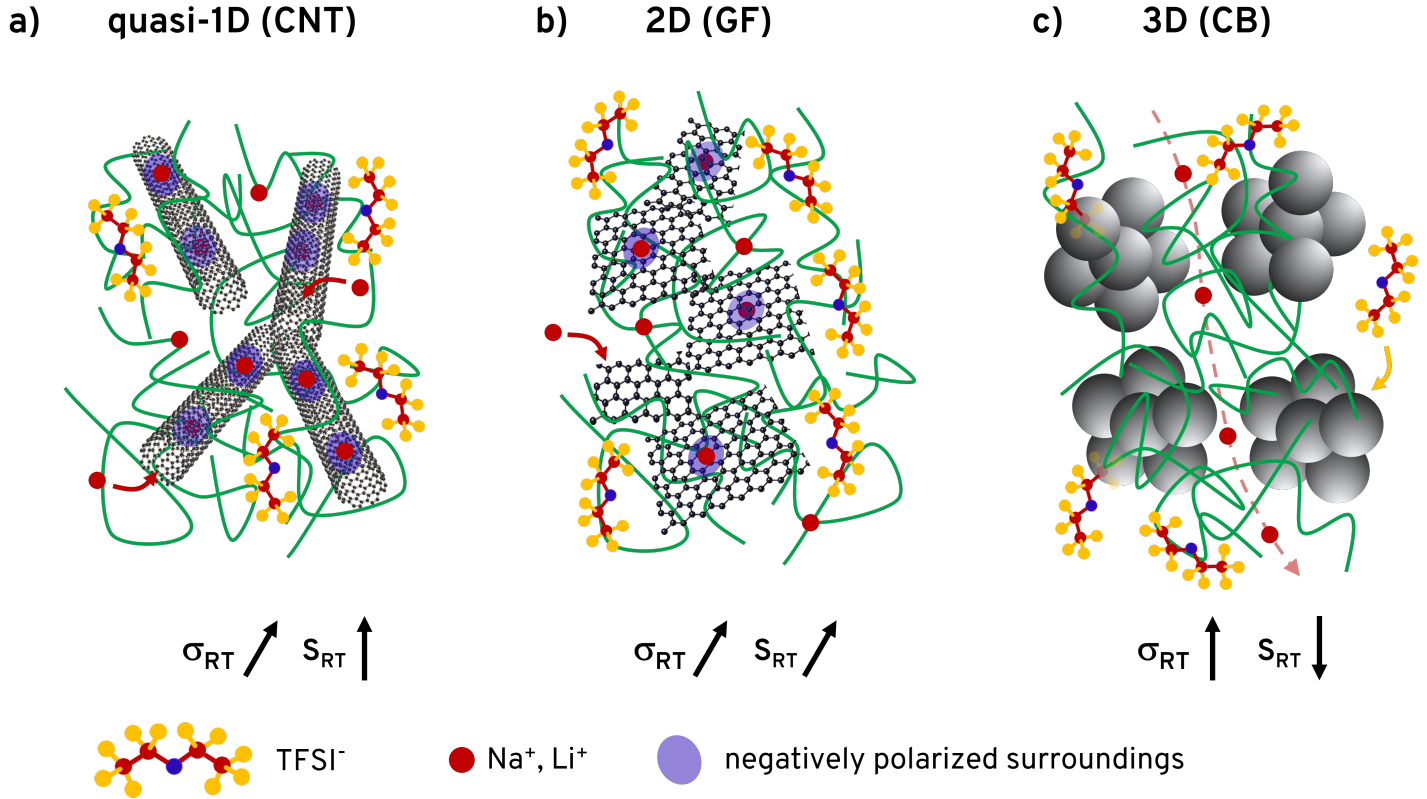 a) quasi-1D (CNT) b) 2D (GF) c) 3D (CB)
σRT SRT σRT SRT σRT SRT
TFSI⁻ Na⁺, Li⁺ negatively polarized surroundings